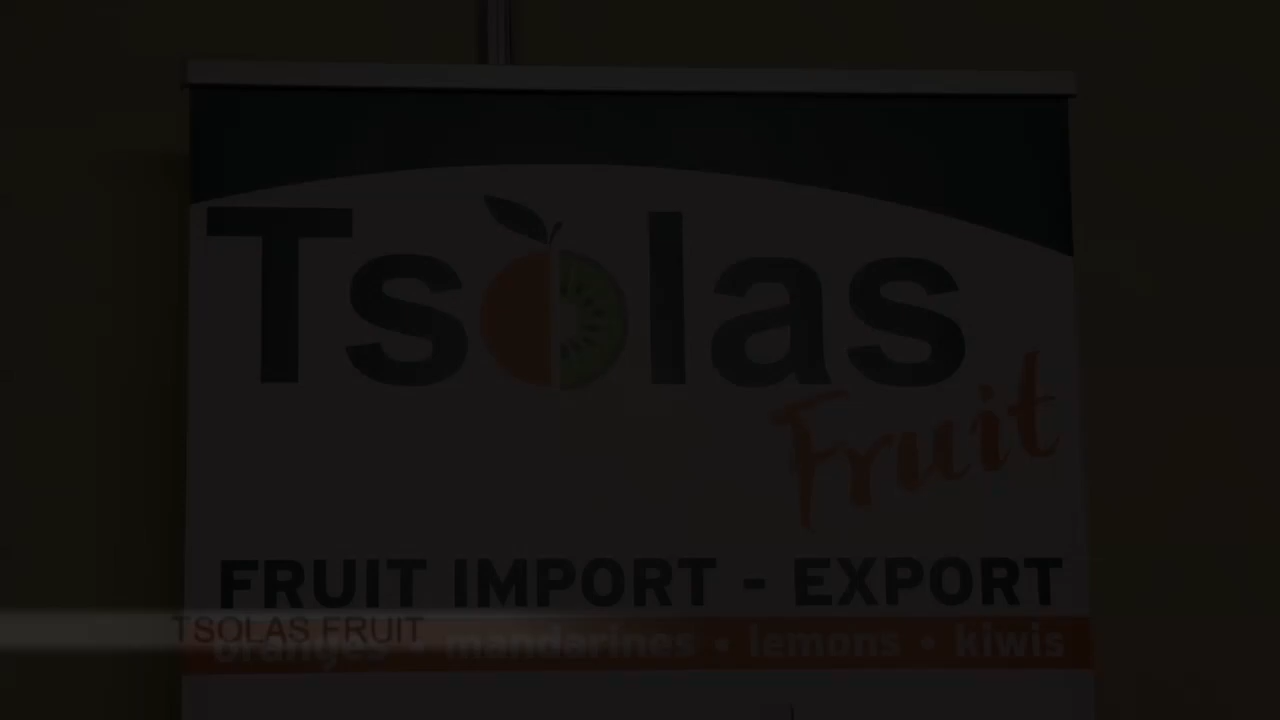 Tsolas
Fruit
FRUIT IMPORT - EXPORT
TSOLAS FRUIT
oranges • mandarines • lemons • kiwis